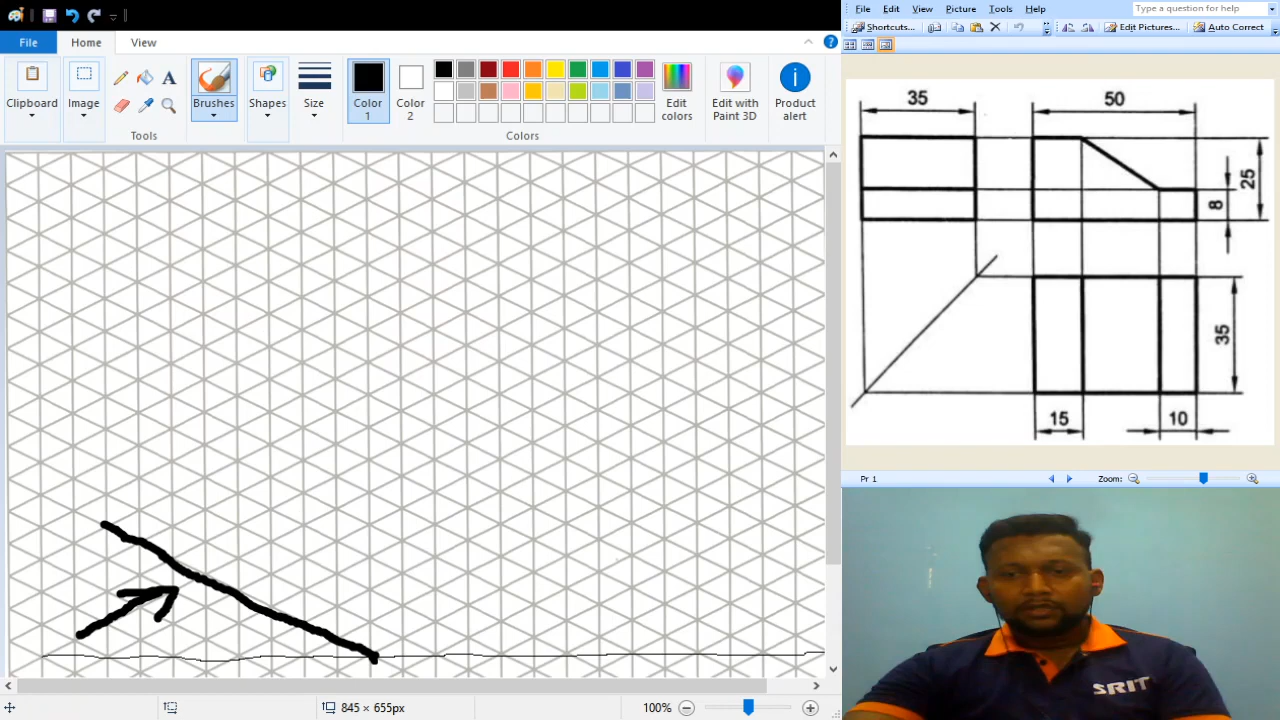 File Home View
Clipboard
Image
Tools
A
Brushes
Shapes
Size
Color 1
Color 2
Colors
Edit colors
Edit with Paint 3D
Product alert
845 × 655px
100%
File Edit View Picture Tools Help
Type a question for help
Shortcuts... Edit Pictures... Auto Correct
35
50
25
8
35
15
10
Pr 1
Zoom:
SRIT